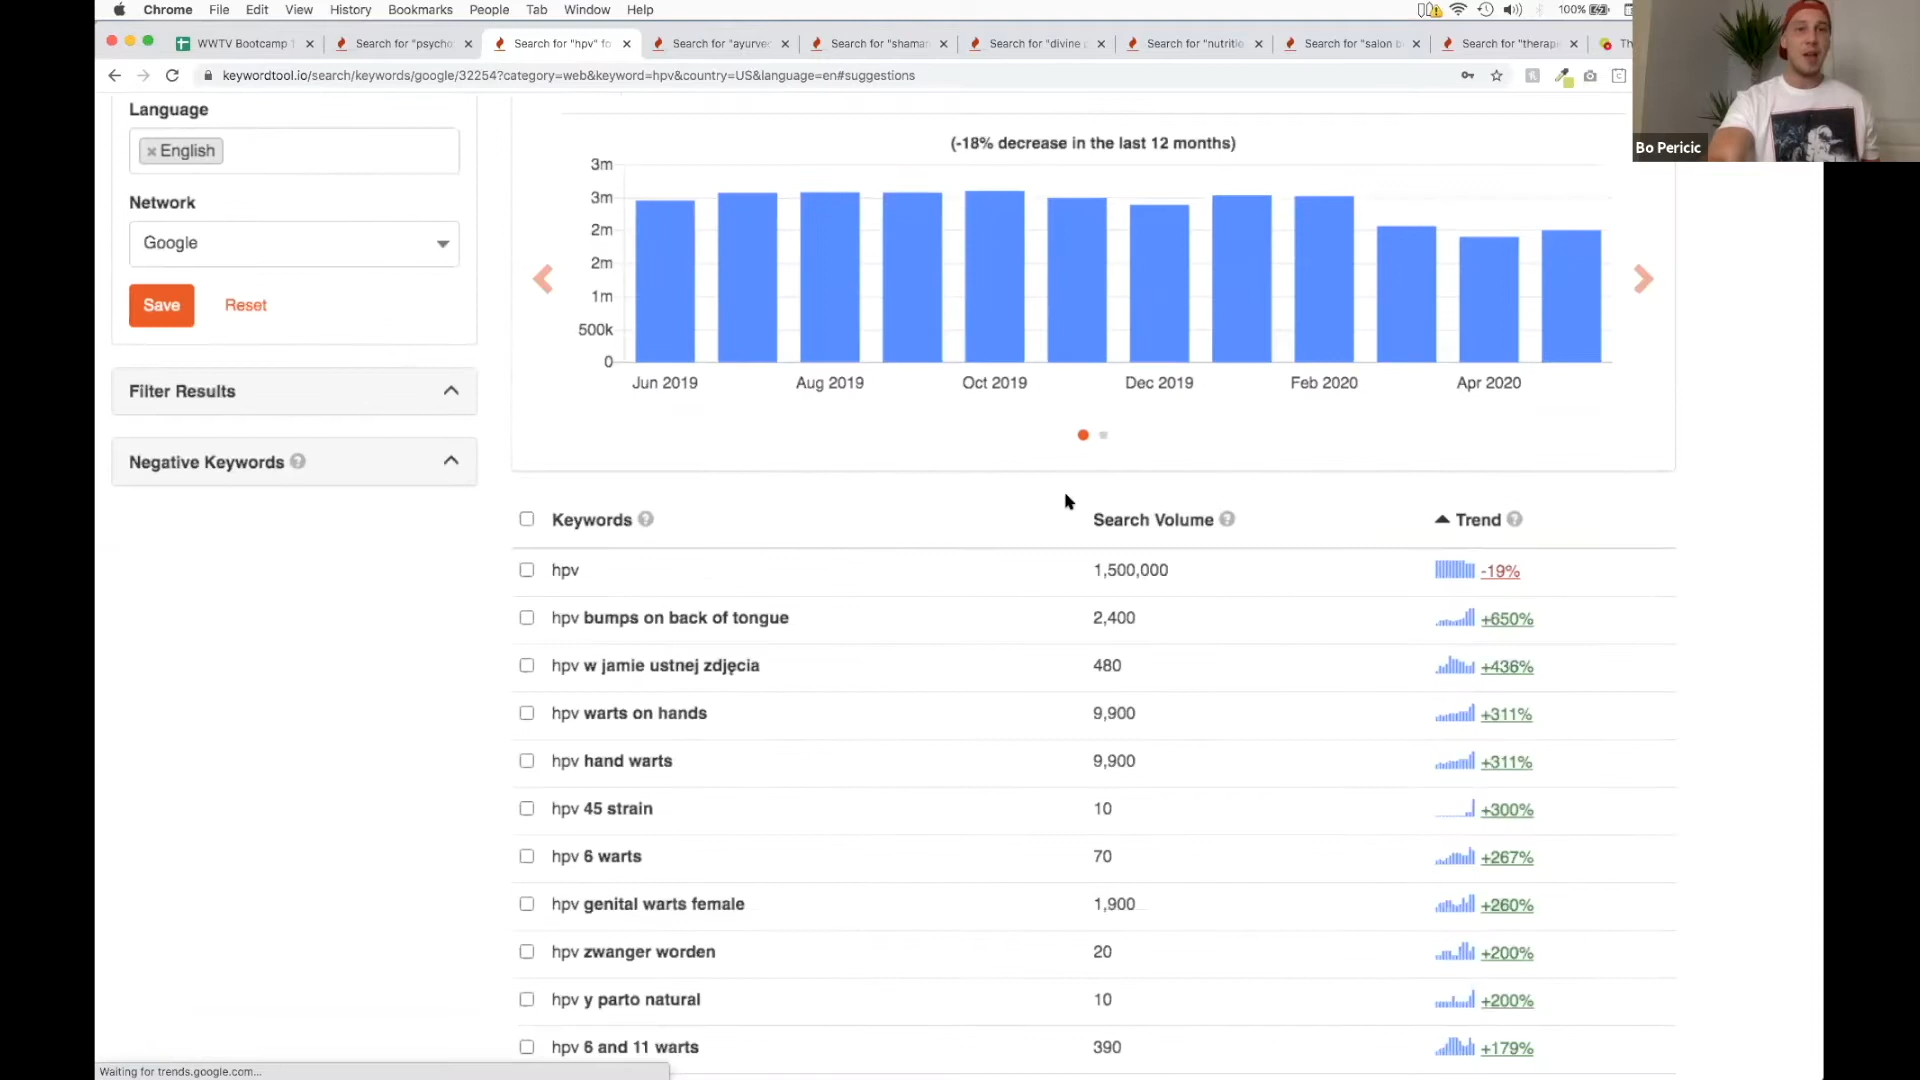 Chrome File Edit View History Bookmarks People Tab Window Help 100%
WWTV Bootcamp Search for "psycho Search for "hpv" fo Search for "ayurve Search for "shaman Search for "divine Search for "nutritio Search for "salon b Search for "therap Th
keywordtool.io/search/keywords/google/32254?category=web&keyword=hpv&country=US&language=en#suggestions
Bo Pericic
Language
English
Network
Google
Save Reset
Filter Results
Negative Keywords
(-18% decrease in the last 12 months)
3m
3m
2m
2m
1m
500k
0
Jun 2019 Aug 2019 Oct 2019 Dec 2019 Feb 2020 Apr 2020
Keywords Search Volume Trend
hpv 1,500,000 -19%
hpv bumps on back of tongue 2,400 +650%
hpv w jamie ustnej zdjęcia 480 +436%
hpv warts on hands 9,900 +311%
hpv hand warts 9,900 +311%
hpv 45 strain 10 +300%
hpv 6 warts 70 +267%
hpv genital warts female 1,900 +260%
hpv zwanger worden 20 +200%
hpv y parto natural 10 +200%
hpv 6 and 11 warts 390 +179%
Waiting for trends.google.com...